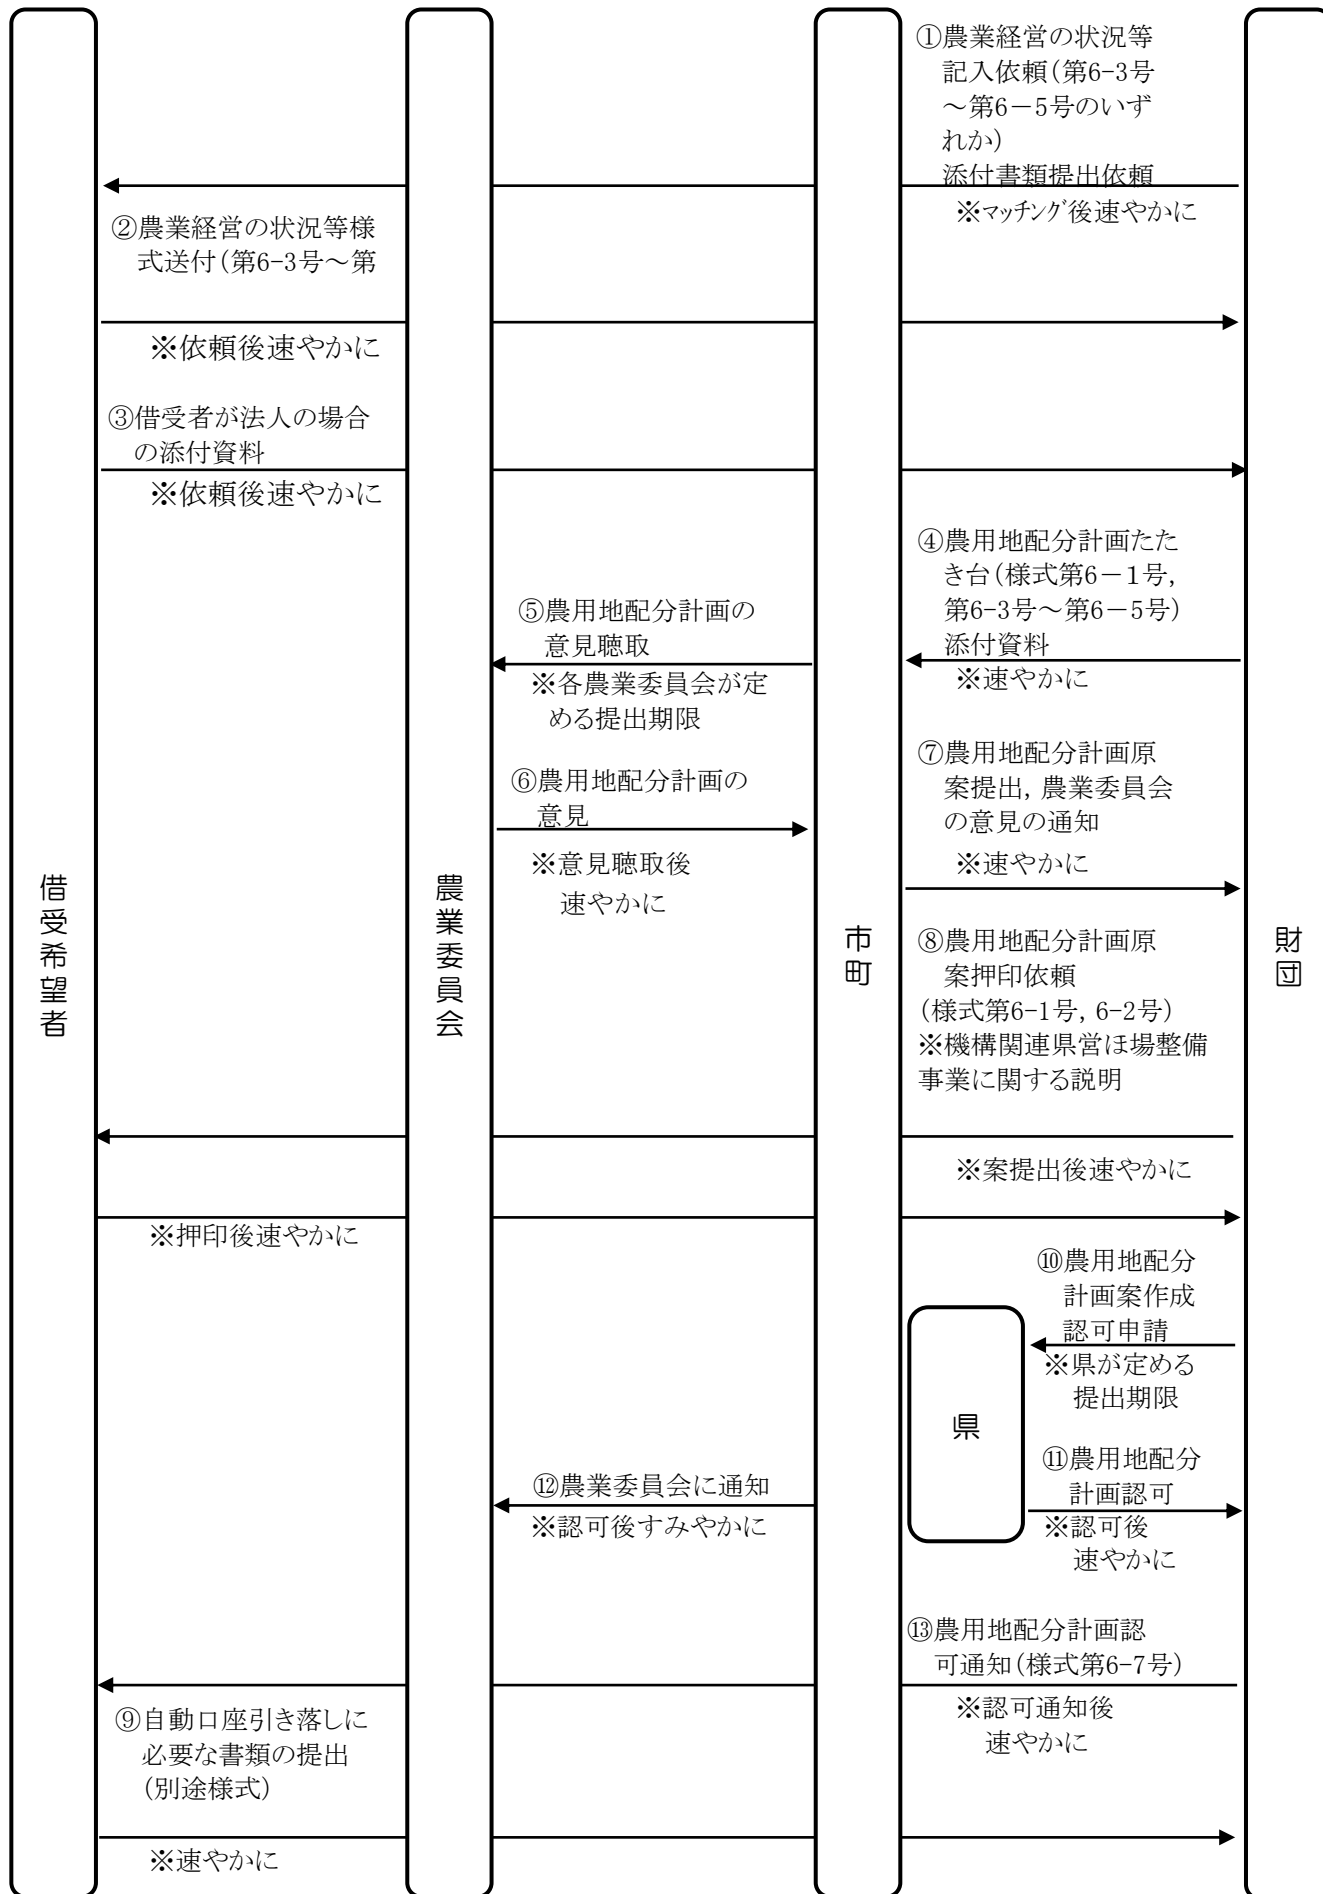 ①農業経営の状況等
記入依頼(第6-3号
～第6－5号のいず
れか)
添付書類提出依頼
※マッチング後速やかに
②農業経営の状況等様
式送付(第6-3号～第
※依頼後速やかに
③借受者が法人の場合
の添付資料
※依頼後速やかに
④農用地配分計画たた
き台(様式第6－1号,
第6-3号～第6－5号)
添付資料
※速やかに
⑤農用地配分計画の
意見聴取
※各農業委員会が定
める提出期限
⑥農用地配分計画の
意見
※意見聴取後
速やかに
⑦農用地配分計画原
案提出, 農業委員会
の意見の通知
※速やかに
借受希望者
農業委員会
市町
財団
⑧農用地配分計画原
案押印依頼
(様式第6-1号, 6-2号)
※機構関連県営ほ場整備
事業に関する説明
※案提出後速やかに
※押印後速やかに
⑩農用地配分
計画案作成
認可申請
※県が定める
提出期限
県
⑪農用地配分
計画認可
※認可後
速やかに
⑫農業委員会に通知
※認可後すみやかに
⑬農用地配分計画認
可通知(様式第6-7号)
※認可通知後
速やかに
⑨自動口座引き落しに
必要な書類の提出
(別途様式)
※速やかに